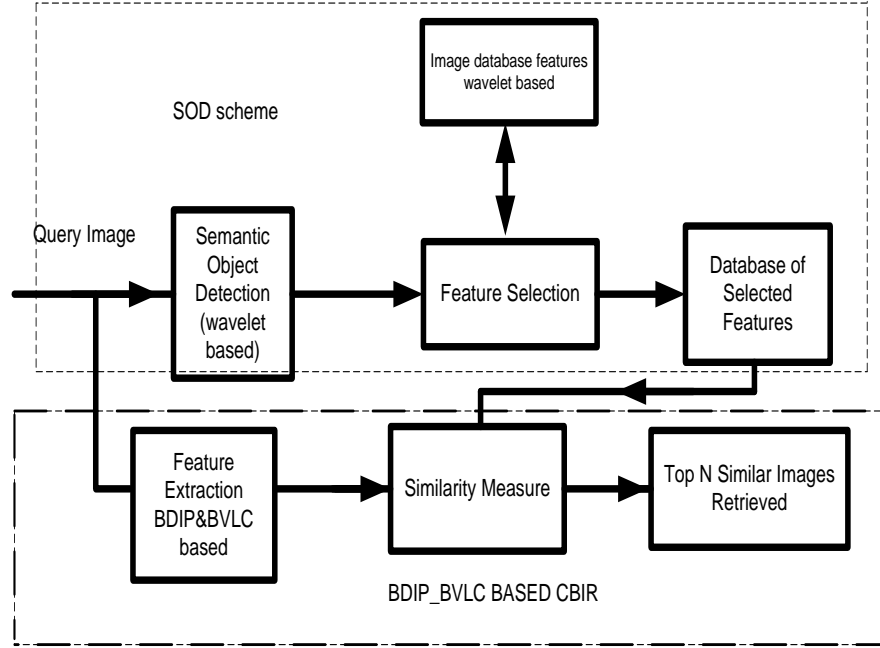 Image database features
wavelet based
SOD scheme
Query Image
Semantic
Object
Detection
(wavelet
based)
Feature Selection
Database of
Selected
Features
Feature
Extraction
BDIP&BVLC
based
Similarity Measure
Top N Similar Images
Retrieved
BDIP_BVLC BASED CBIR